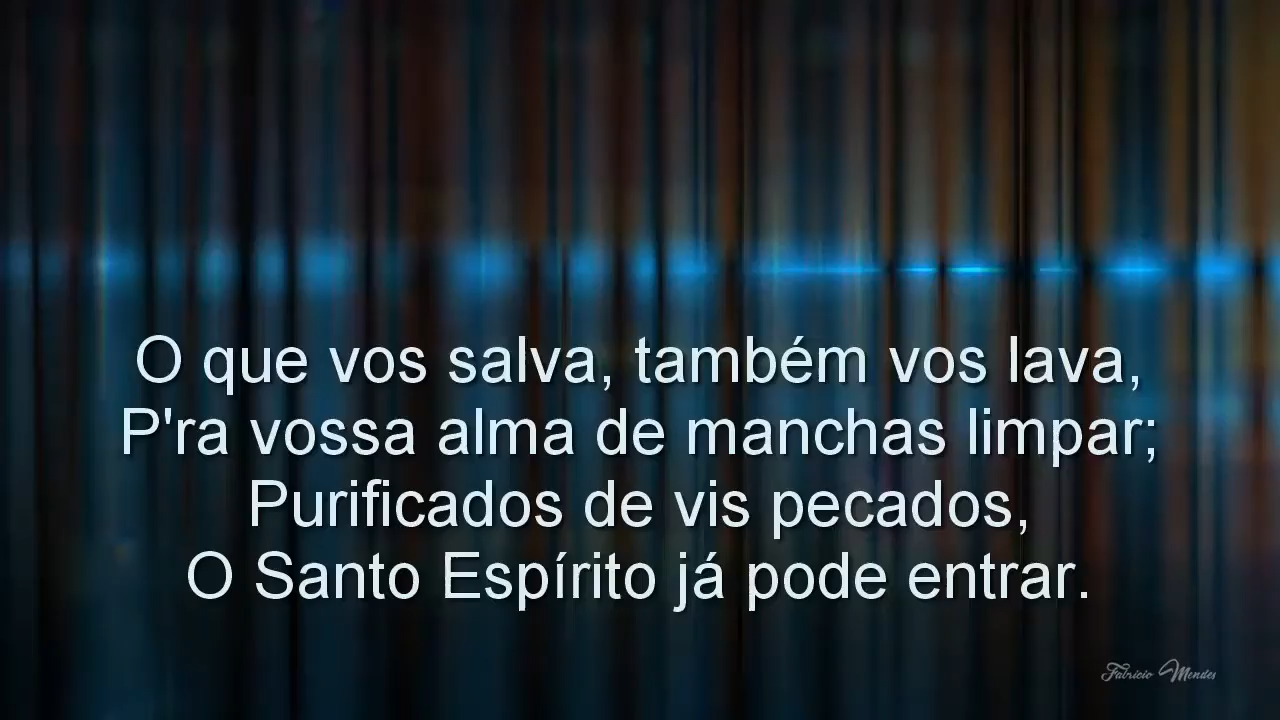 O que vos salva, também vos lava,
P'ra vossa alma de manchas limpar;
Purificados de vis pecados,
O Santo Espírito já pode entrar.
Fabricio Mendes